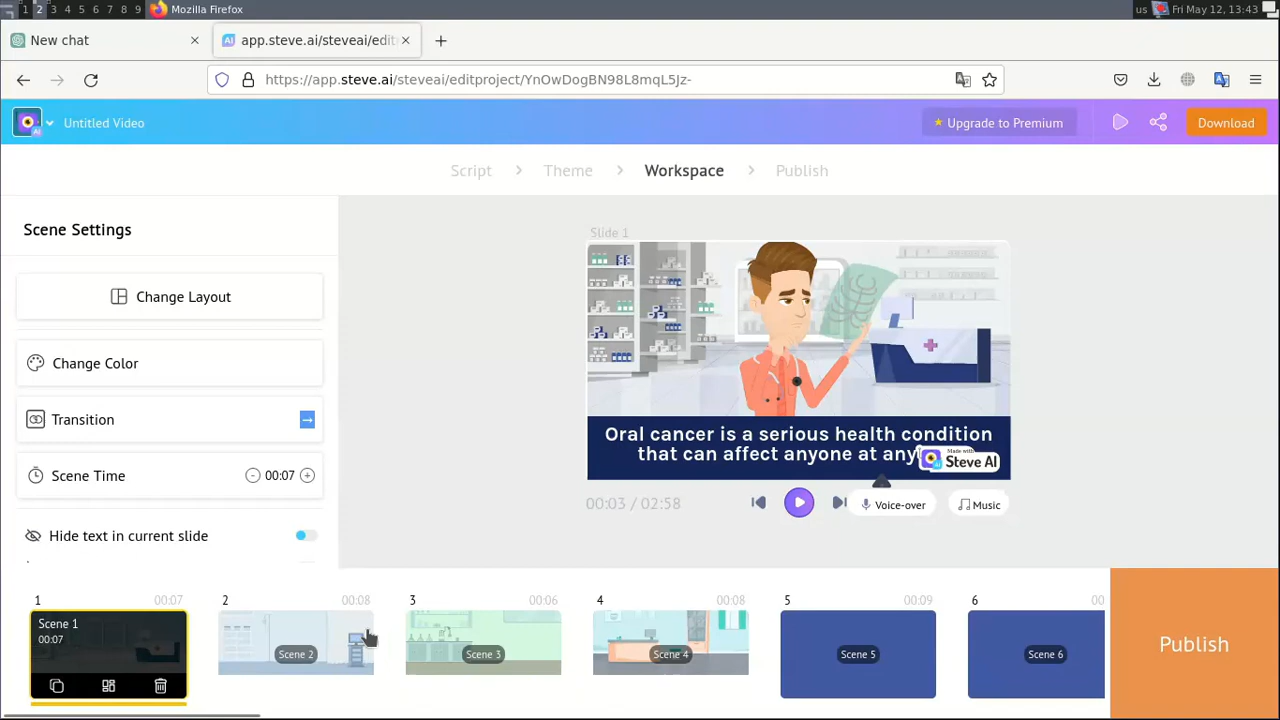 1 2 3 4 5 6 7 8 9 Mozilla Firefox us Fri May 12, 13:43
New chat
app.steve.ai/steveai/edit
https://app.steve.ai/steveai/editproject/YnOwDogBN98L8mqL5Jz-
Untitled Video
Upgrade to Premium
Download
Script > Theme > Workspace > Publish
Scene Settings
Change Layout
Change Color
Transition
Scene Time 00:07
Hide text in current slide
Slide 1
Oral cancer is a serious health condition
that can affect anyone at any
Made with
Steve AI
00:03 / 02:58
Voice-over
Music
1 00:07
Scene 1
00:07
2 00:08
Scene 2
3 00:06
Scene 3
4 00:08
Scene 4
5 00:09
Scene 5
6 00
Scene 6
Publish